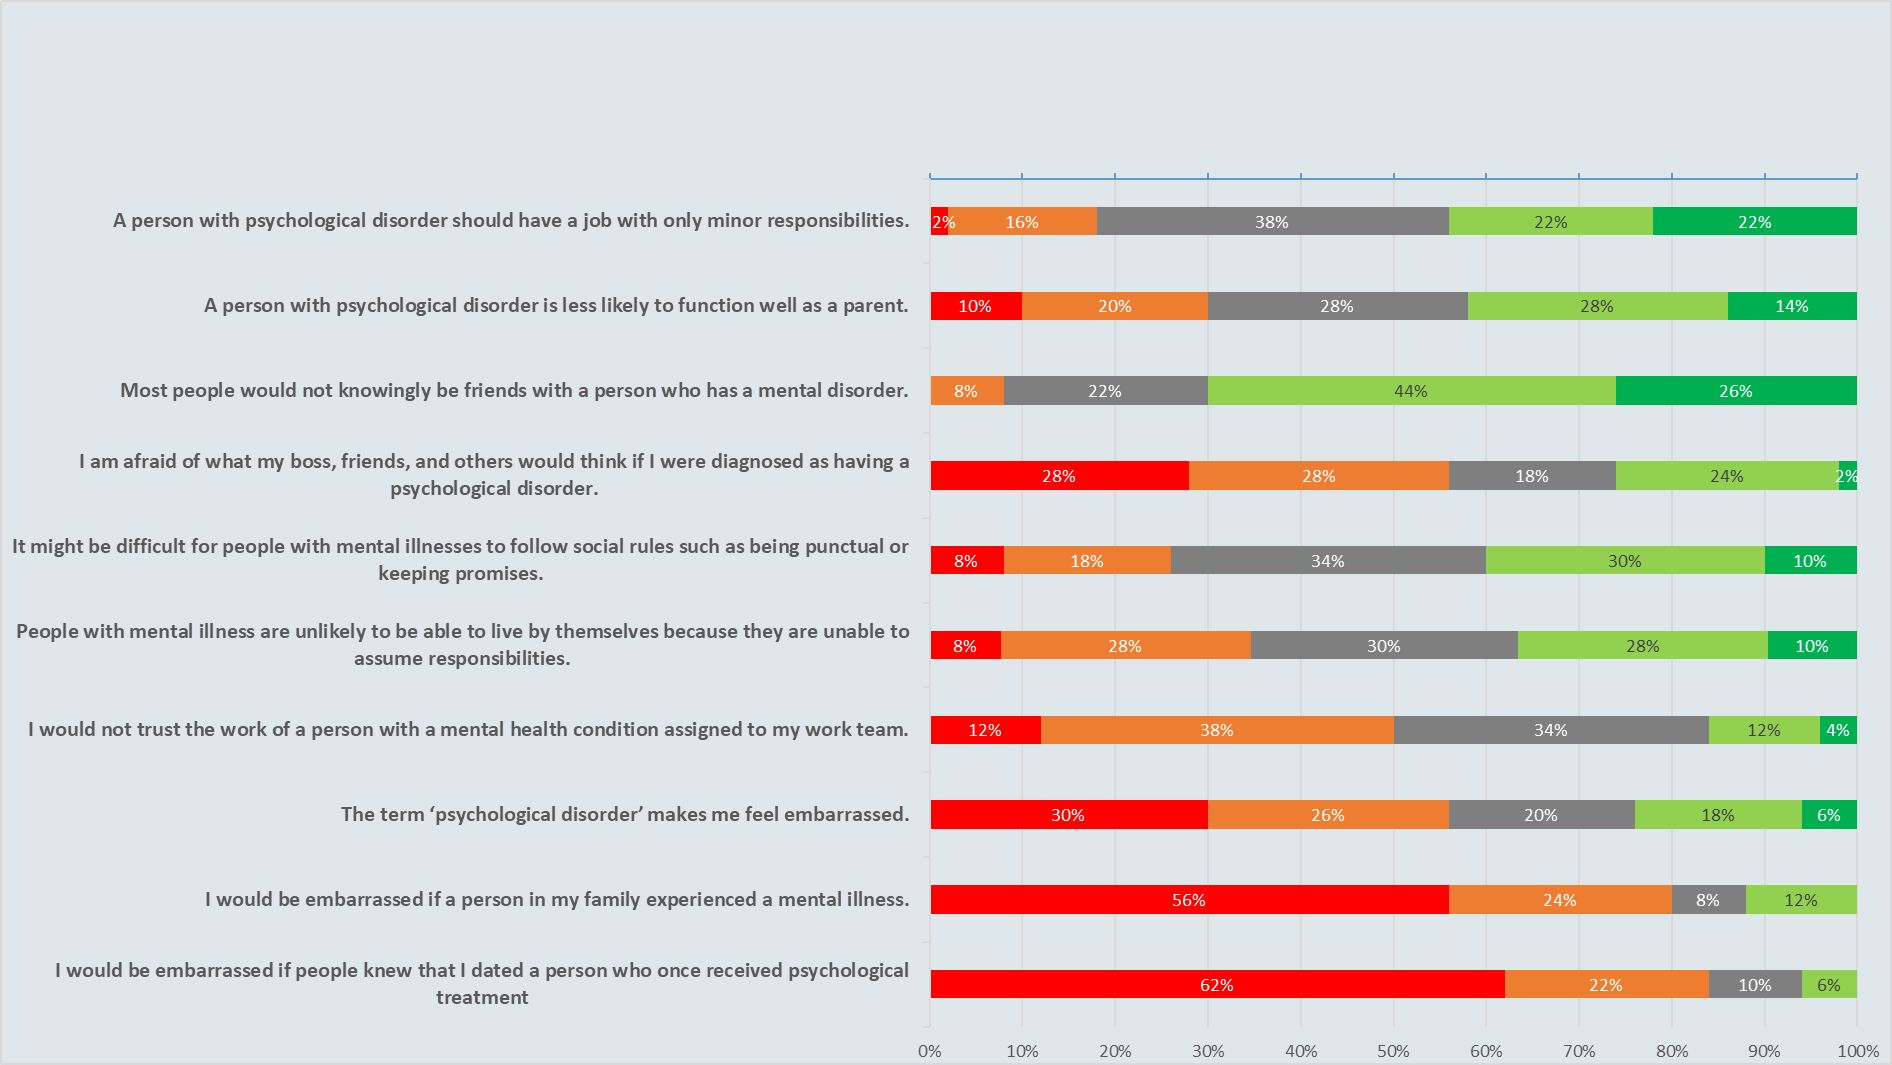 A person with psychological disorder should have a job with only minor responsibilities.
2% 16% 38% 22% 22%
A person with psychological disorder is less likely to function well as a parent.
10% 20% 28% 28% 14%
Most people would not knowingly be friends with a person who has a mental disorder.
8% 22% 44% 26%
I am afraid of what my boss, friends, and others would think if I were diagnosed as having a
psychological disorder.
28% 28% 18% 24% 2%
It might be difficult for people with mental illnesses to follow social rules such as being punctual or
keeping promises.
8% 18% 34% 30% 10%
People with mental illness are unlikely to be able to live by themselves because they are unable to
assume responsibilities.
8% 28% 30% 28% 10%
I would not trust the work of a person with a mental health condition assigned to my work team.
12% 38% 34% 12% 4%
The term ‘psychological disorder’ makes me feel embarrassed.
30% 26% 20% 18% 6%
I would be embarrassed if a person in my family experienced a mental illness.
56% 24% 8% 12%
I would be embarrassed if people knew that I dated a person who once received psychological
treatment
62% 22% 10% 6%
0% 10% 20% 30% 40% 50% 60% 70% 80% 90% 100%